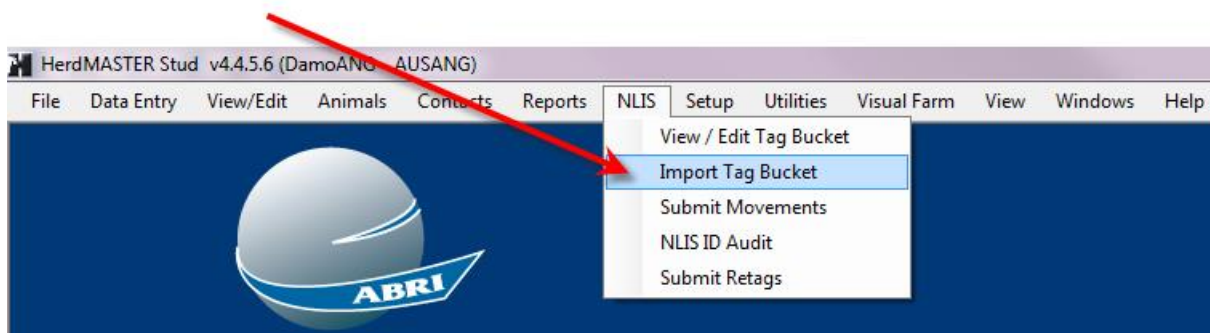 HerdMASTER Stud v4.4.5.6 (DamoANG - AUSANG)
File Data Entry View/Edit Animals Contacts Reports NLIS Setup Utilities Visual Farm View Windows Help
View / Edit Tag Bucket
Import Tag Bucket
Submit Movements
NLIS ID Audit
Submit Retags
ABRI